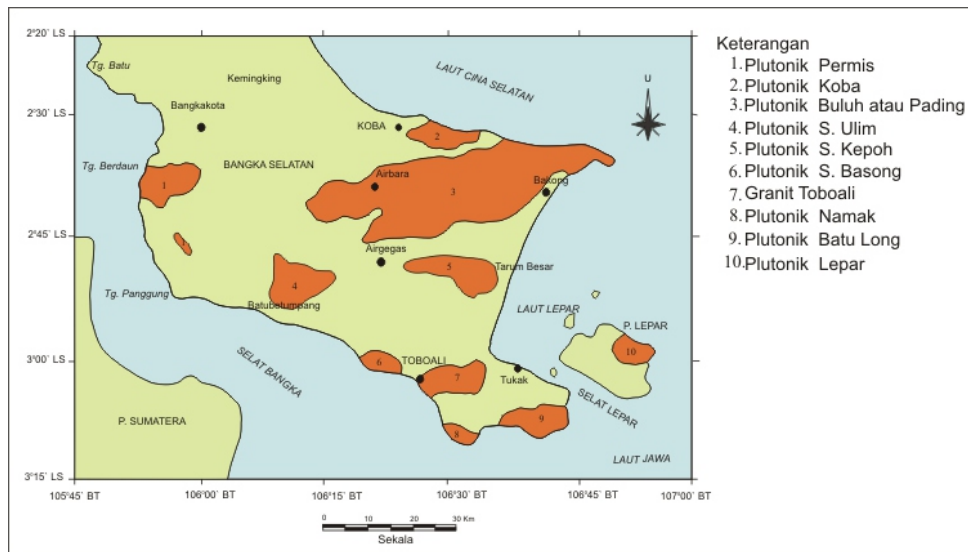 2°20' LS
Tg. Batu
Kemingking
LAUT CINA SELATAN
Bangkakota
2°30' LS
KOBA
2
Tg. Berdaun
BANGKA SELATAN
1
Airbara
3
Bakong
2°45' LS
Airgegas
4
5
Tarum Besar
Tg. Panggung
Batubetumpang
LAUT LEPAR
P. LEPAR
10
3°00' LS
SELAT BANGKA
6
TOBOALI
7
Tukak
SELAT LEPAR
P. SUMATERA
8
9
LAUT JAWA
3°15' LS
105°45' BT
106°00' BT
106°15' BT
106°30' BT
106°45' BT
107°00' BT
0 10 20 30 Km
Sekala
Keterangan
1. Plutonik Permis
2. Plutonik Koba
3. Plutonik Buluh atau Pading
4. Plutonik S. Ulim
5. Plutonik S. Kepoh
6. Plutonik S. Basong
7. Granit Toboali
8. Plutonik Namak
9. Plutonik Batu Long
10. Plutonik Lepar
U